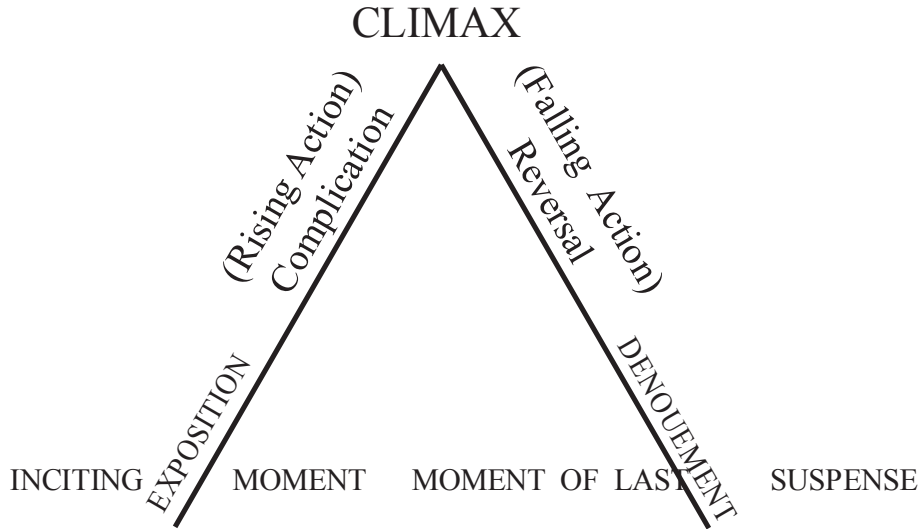 CLIMAX
(Rising Action)
Complication
(Falling Action)
Reversal
EXPOSITION
DENOUEMENT
INCITING MOMENT MOMENT OF LAST SUSPENSE